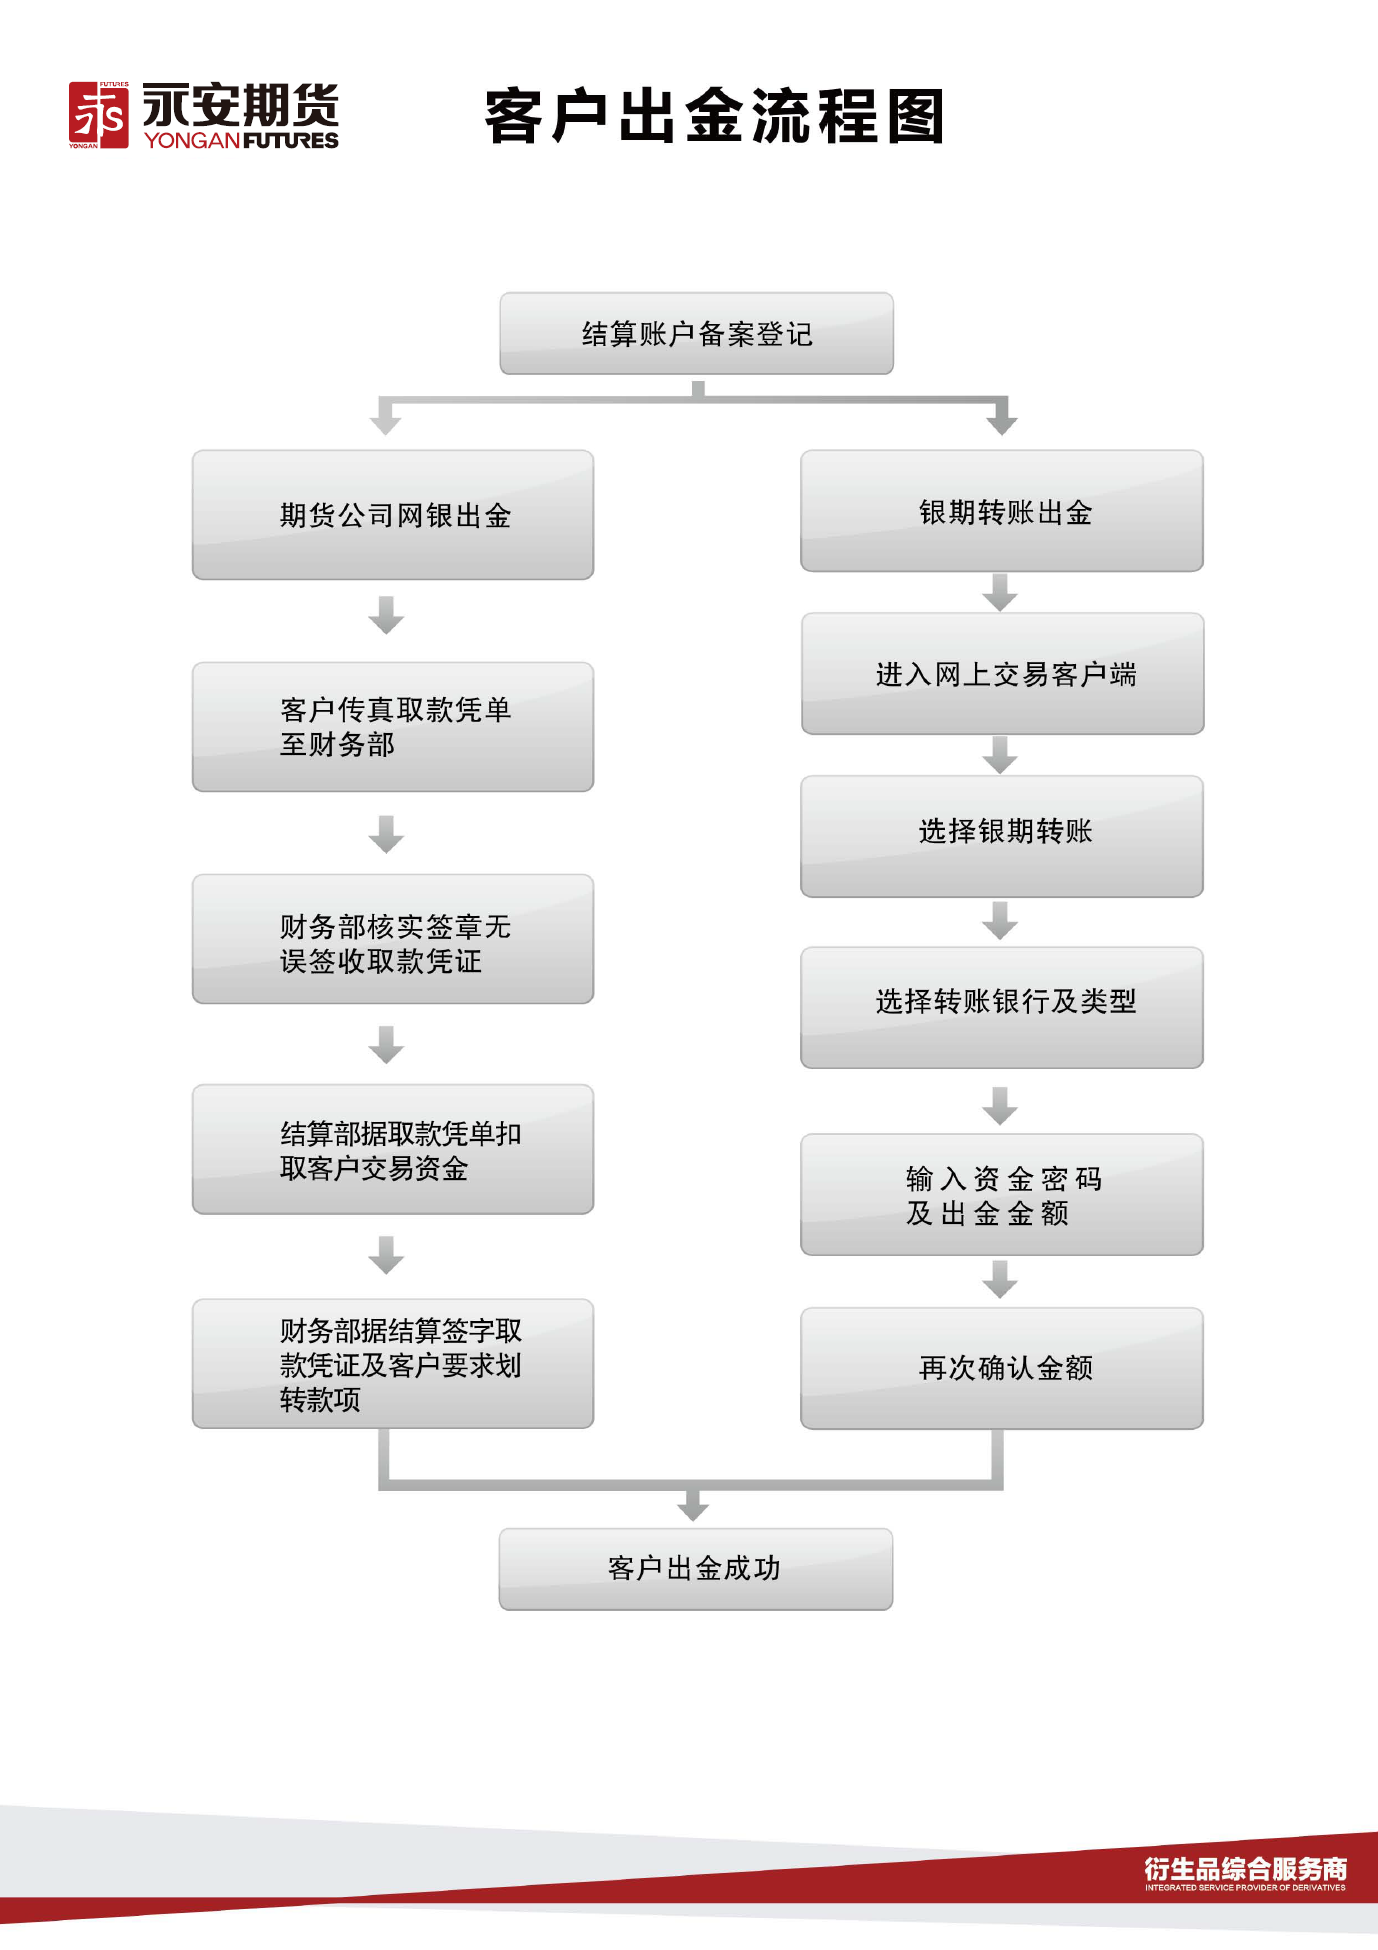 FUTURES
永安期货
YONGAN FUTURES
YONGAN
客户出金流程图
结算账户备案登记
期货公司网银出金
客户传真取款凭单
至财务部
财务部核实签章无
误签收取款凭证
结算部据取款凭单扣
取客户交易资金
财务部据结算签字取
款凭证及客户要求划
转款项
银期转账出金
进入网上交易客户端
选择银期转账
选择转账银行及类型
输入资金密码
及出金金额
再次确认金额
客户出金成功
衍生品综合服务商
INTEGRATED SERVICE PROVIDER OF DERIVATIVES